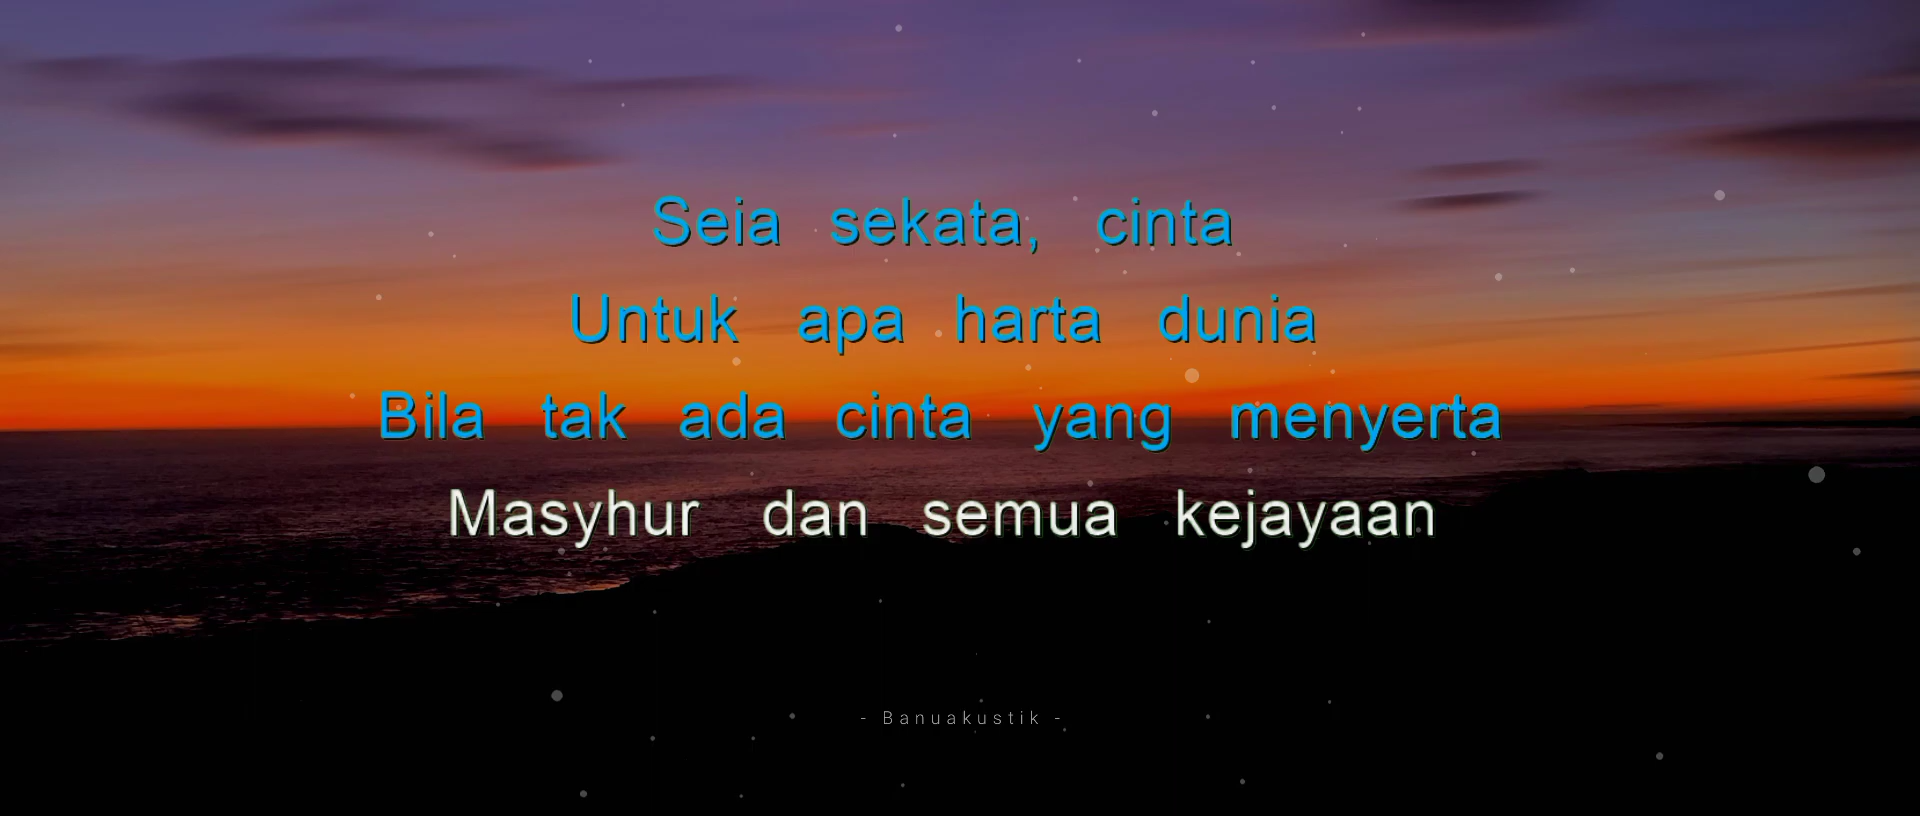 Seia sekata, cinta
Untuk apa harta dunia
Bila tak ada cinta yang menyerta
Masyhur dan semua kejayaan
- Banuakustik -